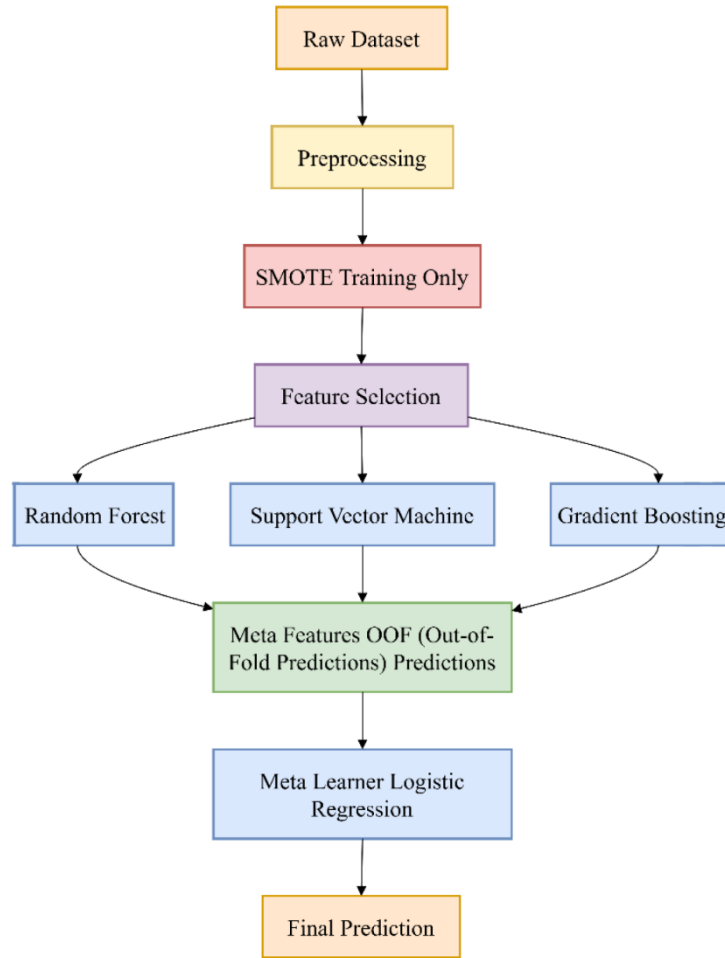 Raw Dataset
Preprocessing
SMOTE Training Only
Feature Selection
Random Forest
Support Vector Machine
Gradient Boosting
Meta Features OOF (Out-of-
Fold Predictions) Predictions
Meta Learner Logistic
Regression
Final Prediction